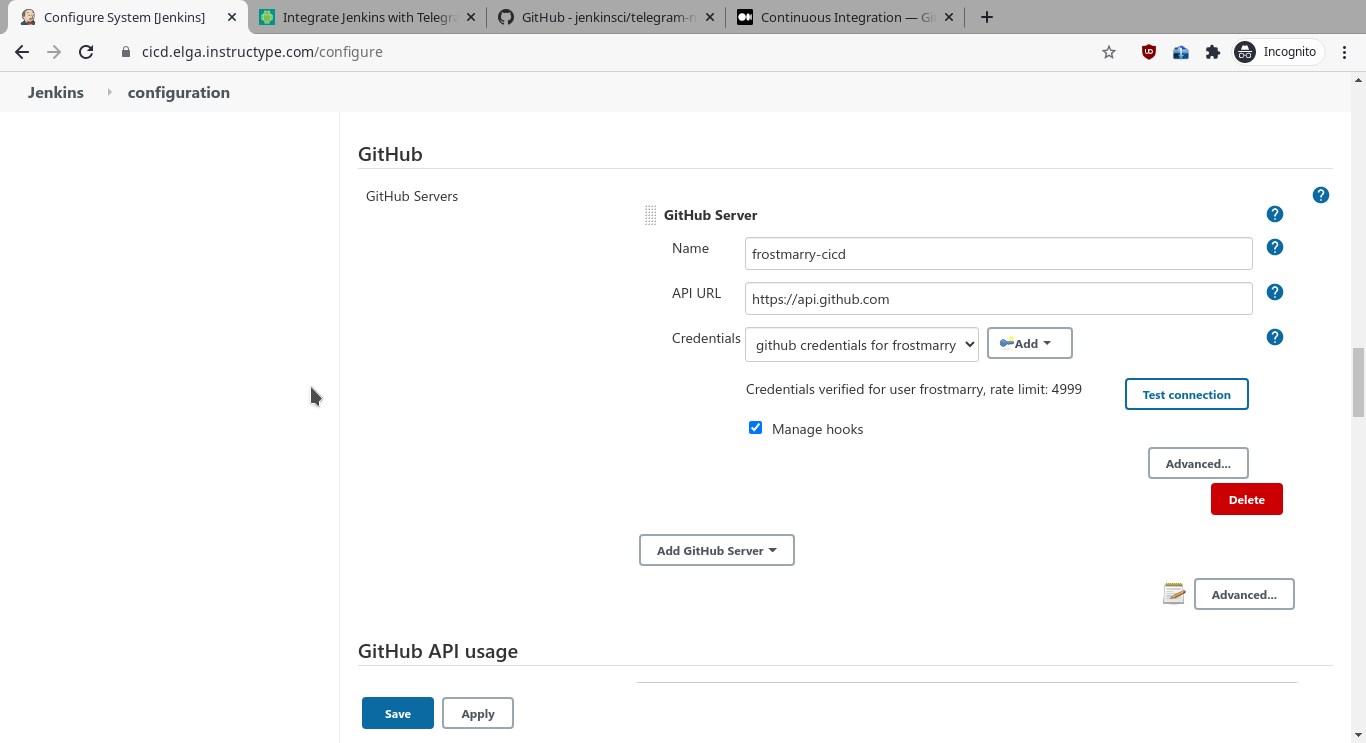 Configure System [Jenkins]
Integrate Jenkins with Telegra
GitHub - jenkinsci/telegram-n
Continuous Integration — Gi
cicd.elga.instructype.com/configure
Incognito
Jenkins
configuration
GitHub
GitHub Servers
GitHub Server
Name
frostmarry-cicd
API URL
https://api.github.com
Credentials
github credentials for frostmarry
Add
Credentials verified for user frostmarry, rate limit: 4999
Test connection
Manage hooks
Advanced...
Delete
Add GitHub Server
Advanced...
GitHub API usage
Save
Apply